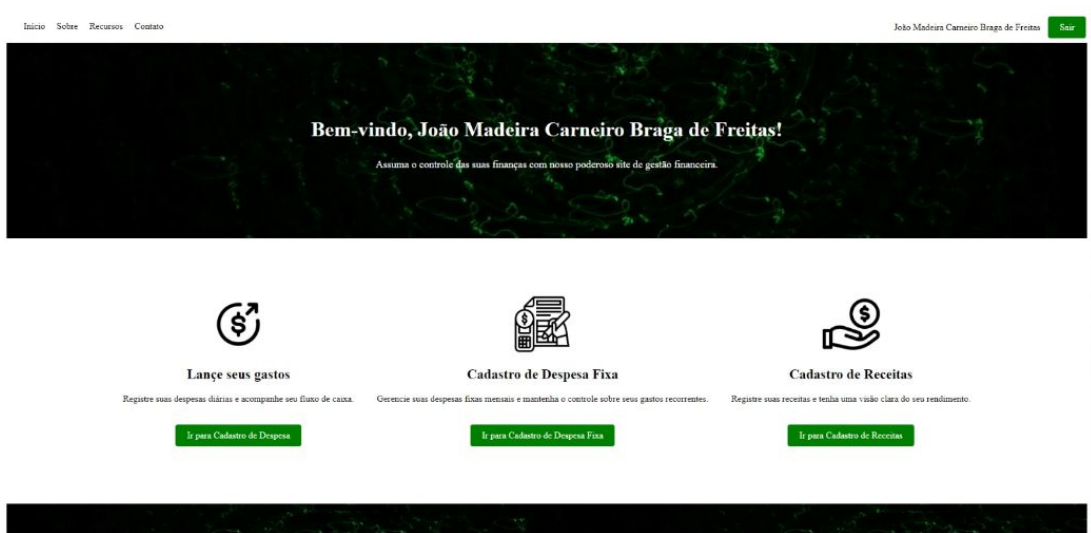 Início Sobre Recursos Contato
João Madeira Carneiro Braga de Freitas Sair
Bem-vindo, João Madeira Carneiro Braga de Freitas!
Assuma o controle das suas finanças com nosso poderoso site de gestão financeira.
Lançe seus gastos
Registre suas despesas diárias e acompanhe seu fluxo de caixa.
Ir para Cadastro de Despesa
Cadastro de Despesa Fixa
Gerencie suas despesas fixas mensais e mantenha o controle sobre seus gastos recorrentes.
Ir para Cadastro de Despesa Fixa
Cadastro de Receitas
Registre suas receitas e tenha uma visão clara do seu rendimento.
Ir para Cadastro de Receitas